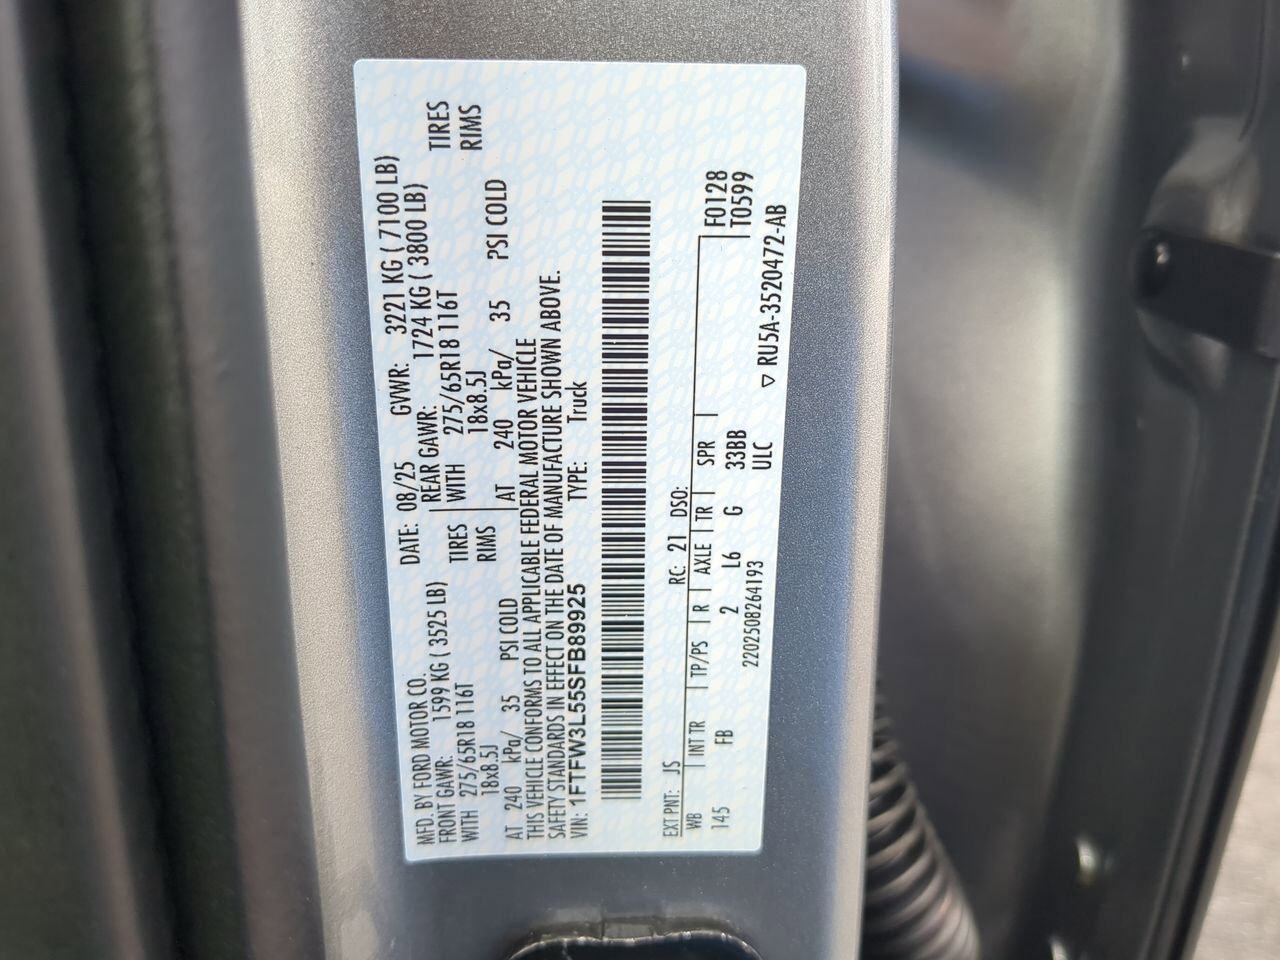 MFD. BY FORD MOTOR CO. DATE: 08/25 GVWR: 3221 KG ( 7100 LB)
FRONT GAWR: 1599 KG ( 3525 LB) REAR GAWR: 1724 KG ( 3800 LB)
WITH 275/65R18 116T TIRES WITH 275/65R18 116T TIRES
18x8.5J RIMS 18x8.5J RIMS
AT 240 kPa/ 35 PSI COLD AT 240 kPa/ 35 PSI COLD
THIS VEHICLE CONFORMS TO ALL APPLICABLE FEDERAL MOTOR VEHICLE
SAFETY STANDARDS IN EFFECT ON THE DATE OF MANUFACTURE SHOWN ABOVE.
VIN: 1FTFW3L55SFB89925 TYPE: Truck
EXT PNT: JS RC: 21 DSO: F0128
WB INT TR TP/PS R AXLE TR SPR T0599
145 FB 2 L6 G 33BB
2202508264193 ULC ▽ RU5A-3520472-AB